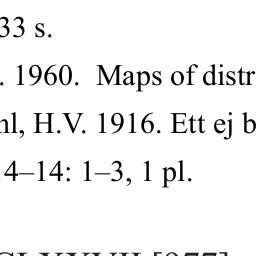 33 s.
. 1960. Maps of distr
hl, H.V. 1916. Ett ej b
4–14: 1–3, 1 pl.